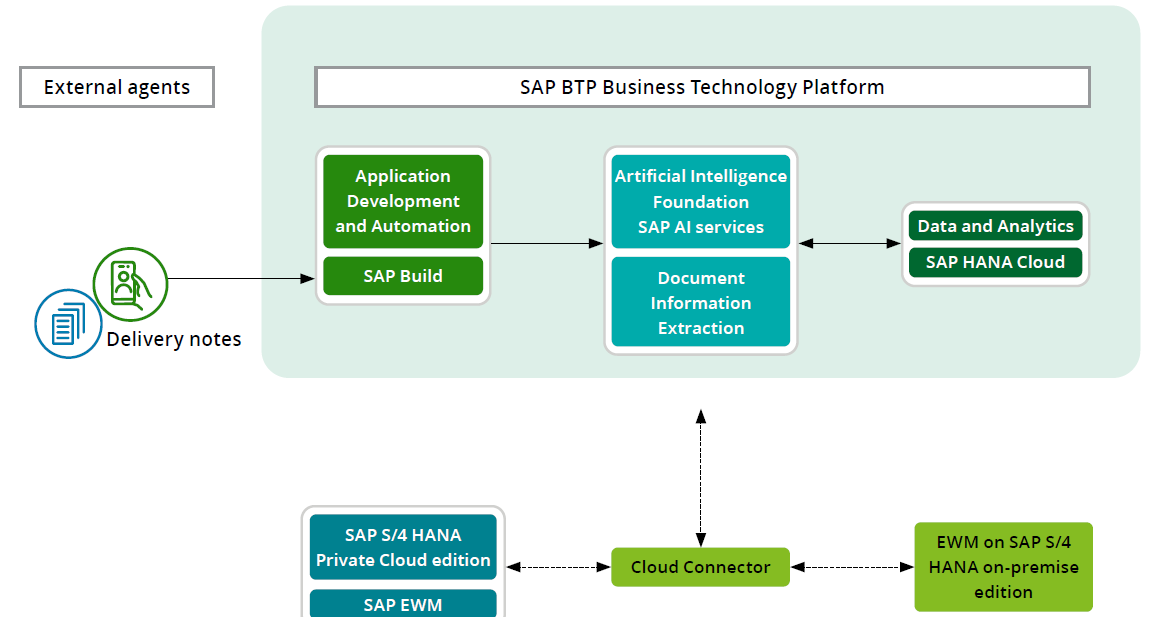 External agents
SAP BTP Business Technology Platform
Application
Development
and Automation
SAP Build
Artificial Intelligence
Foundation
SAP AI services
Document
Information
Extraction
Data and Analytics
SAP HANA Cloud
Delivery notes
SAP S/4 HANA
Private Cloud edition
SAP EWM
Cloud Connector
EWM on SAP S/4
HANA on-premise
edition